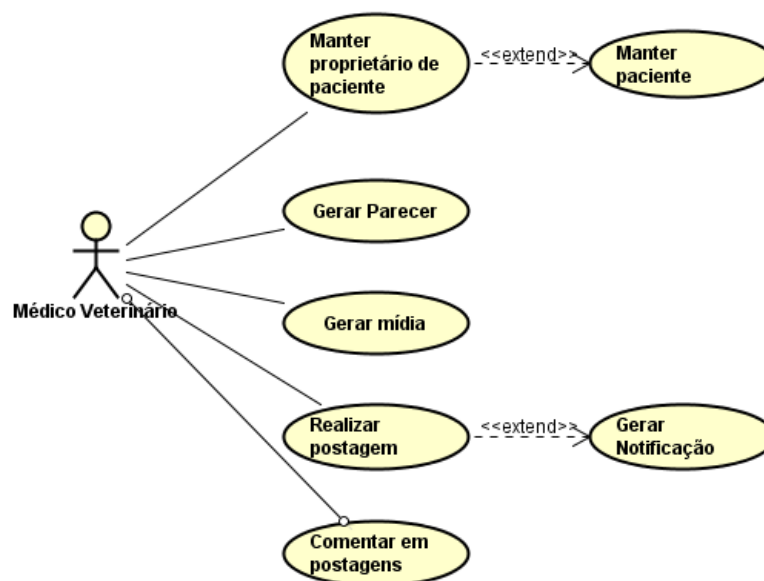 Manter
proprietário de
paciente
<<extend>>
Manter
paciente
Gerar Parecer
Médico Veterinário
Gerar mídia
Realizar
postagem
<<extend>>
Gerar
Notificação
Comentar em
postagens